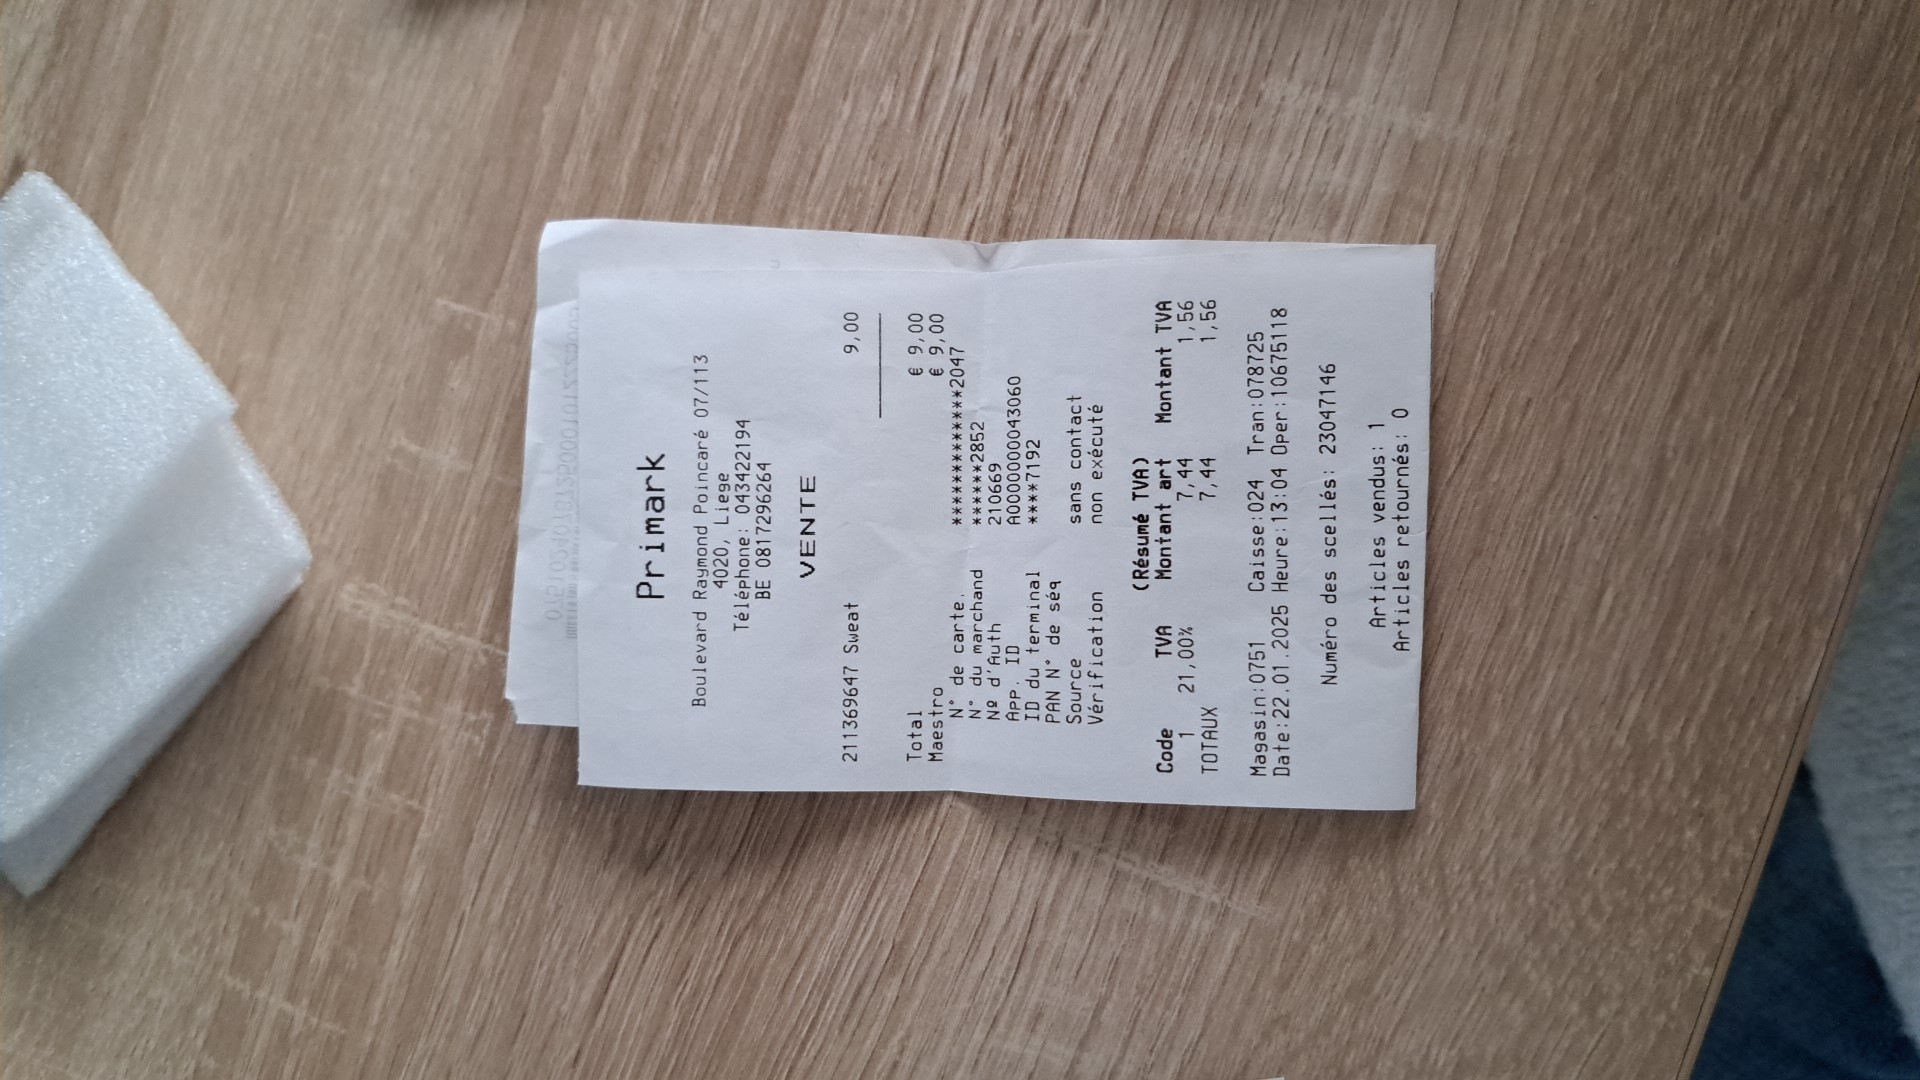 Primark
Boulevard Raymond Poincaré 07/113
4020, Liege
Téléphone: 043422194
BE 0817296264
VENTE
211369647 Sweat 9,00
Total € 9,00
Maestro € 9,00
N° de carte. ***************2047
N° du marchand ******2852
Nº d'Auth 210669
App. ID A0000000043060
ID du terminal ****7192
PAN N° de séq
Source sans contact
Vérification non exécuté
(Résumé TVA)
Code TVA Montant art Montant TVA
1 21,00% 7,44 1,56
TOTAUX 7,44 1,56
Magasin:0751 Caisse:024 Tran:078725
Date:22.01.2025 Heure:13:04 Oper:10675118
Numéro des scellés: 23047146
Articles vendus: 1
Articles retournés: 0